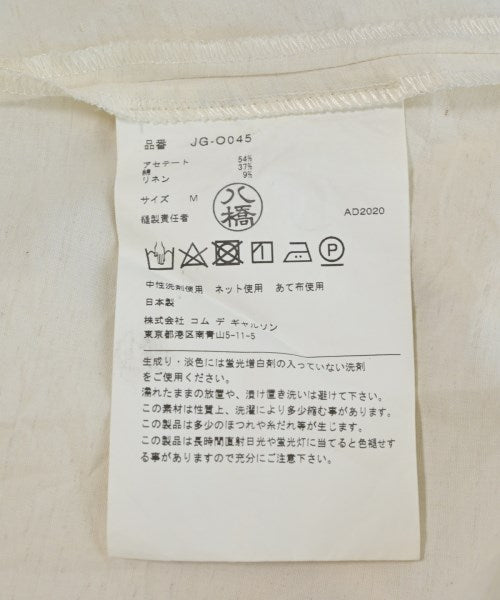 品番 JG-O045
アセテート 54%
綿 37%
リネン 9%
サイズ M
縫製責任者 八橋
AD2020
中性洗剤使用 ネット使用 あて布使用
日本製
株式会社 コム デ ギャルソン
東京都港区南青山5-11-5
生成り・淡色には蛍光増白剤の入っていない洗剤
をご使用ください。
濡れたままの放置や、漬け置き洗いは避けて下さい。
この素材は性質上、洗濯により多少縮む事があります。
この製品は多少のほつれや糸だれ等が生じます。
この製品は長時間直射日光や蛍光灯に当てると色褪せす
る事がありますので充分にご注意下さい。